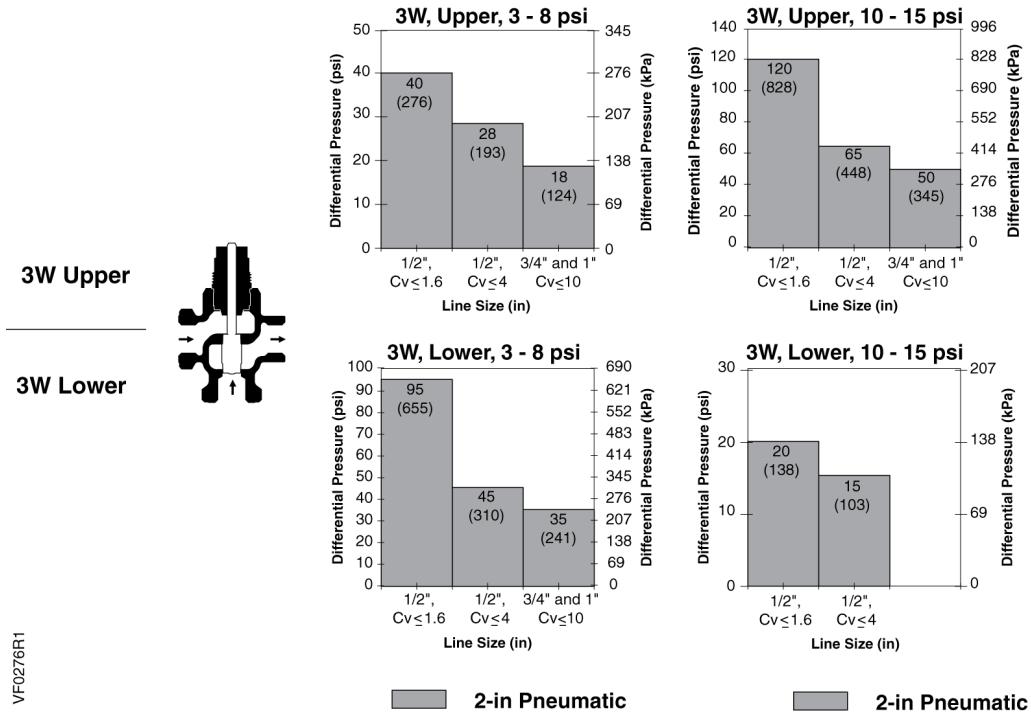 3W, Upper, 3 - 8 psi
Differential Pressure (psi)
50
40
30
20
10
0
40
(276)
28
(193)
18
(124)
345
276
207
138
69
0
Differential Pressure (kPa)
1/2", 1/2", 3/4" and 1"
Cv≤1.6 Cv≤4 Cv≤10
Line Size (in)
3W, Upper, 10 - 15 psi
Differential Pressure (psi)
140
120
100
80
60
40
20
0
120
(828)
65
(448)
50
(345)
996
828
690
552
414
276
138
0
Differential Pressure (kPa)
1/2", 1/2", 3/4" and 1"
Cv≤1.6 Cv≤4 Cv≤10
Line Size (in)
3W Upper
3W Lower
3W, Lower, 3 - 8 psi
Differential Pressure (psi)
100
90
80
70
60
50
40
30
20
10
0
95
(655)
45
(310)
35
(241)
690
621
552
483
414
345
276
207
138
69
0
Differential Pressure (kPa)
1/2", 1/2", 3/4" and 1"
Cv≤1.6 Cv≤4 Cv≤10
Line Size (in)
3W, Lower, 10 - 15 psi
Differential Pressure (psi)
30
20
10
0
20
(138)
15
(103)
207
138
69
0
Differential Pressure (kPa)
1/2", 1/2",
Cv≤1.6 Cv≤4
Line Size (in)
VF0276R1
2-in Pneumatic
2-in Pneumatic